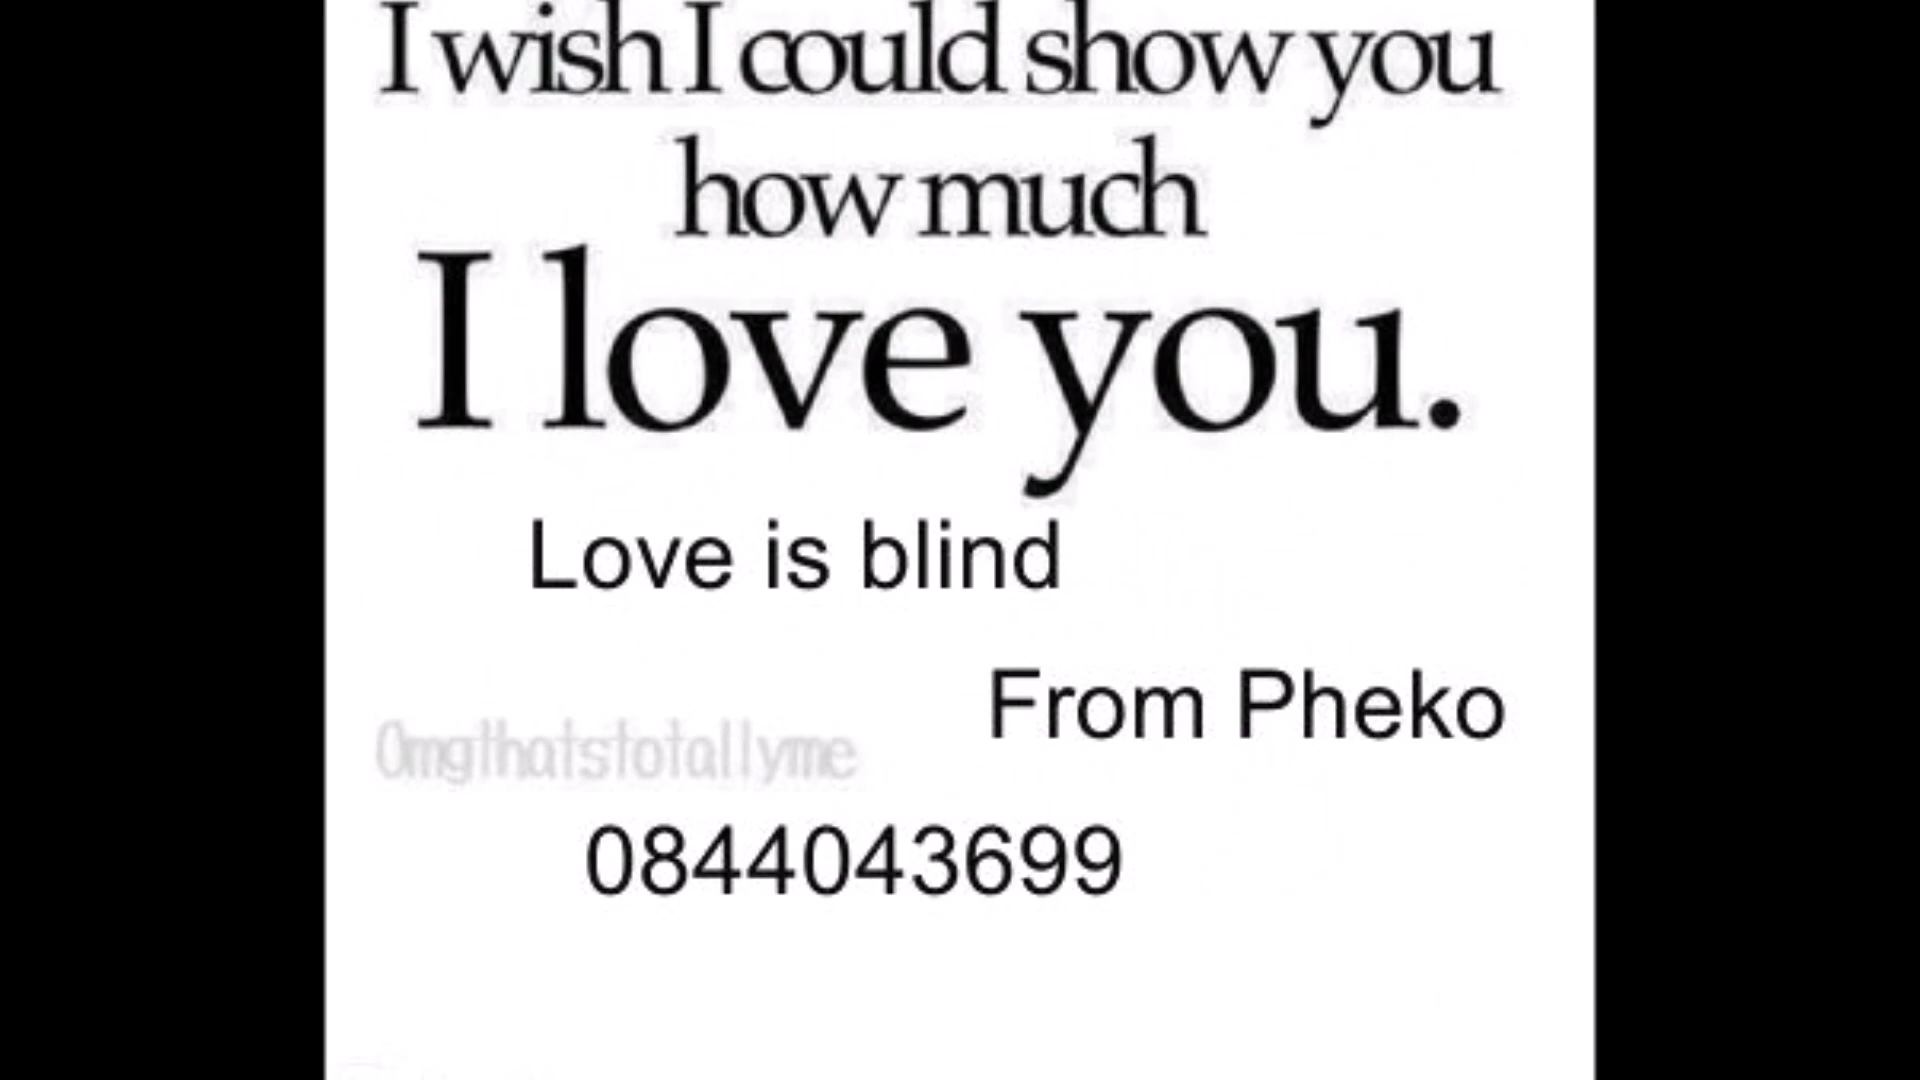 I wish I could show you
how much
I love you.
Love is blind
From Pheko
Omgthatstotallyme
0844043699